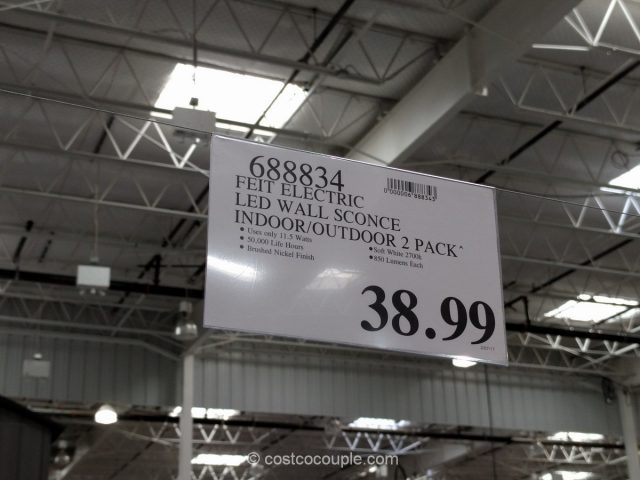 688834
FEIT ELECTRIC
LED WALL SCONCE
INDOOR/OUTDOOR 2 PACK^
• Uses only 11.5 Watts
• 50,000 Life Hours
• Brushed Nickel Finish
• Soft White 2700k
• 850 Lumens Each
38.99
© costcocouple.com